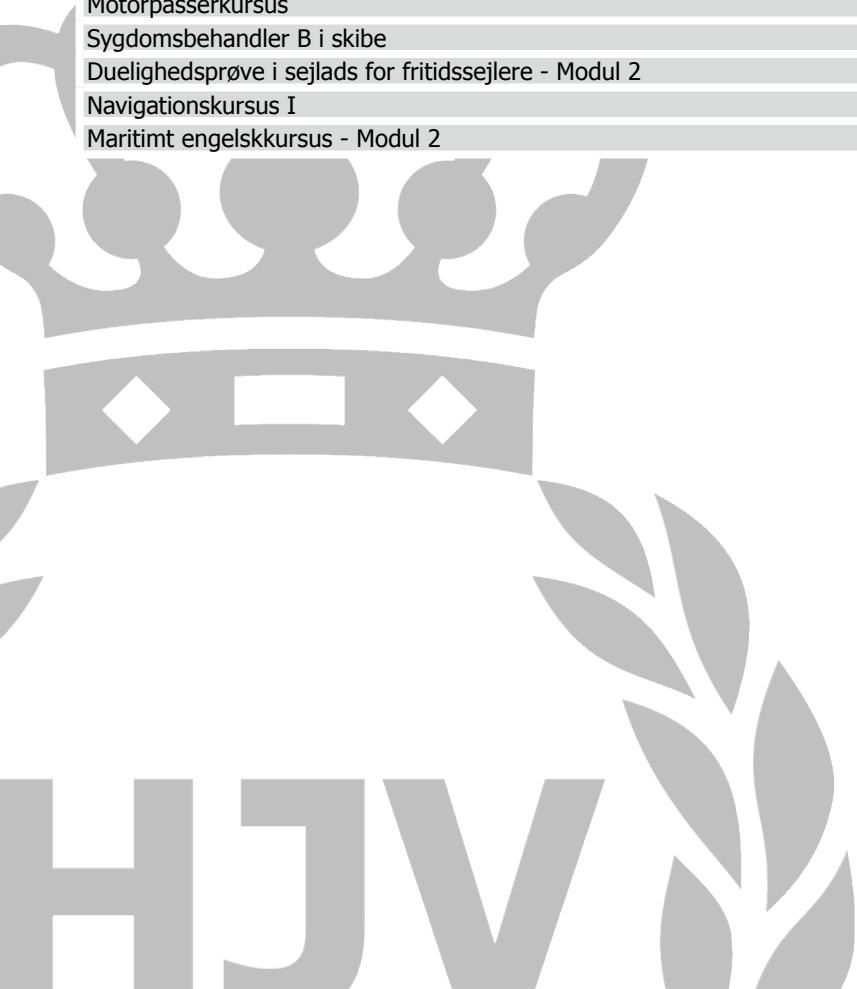 Motorpasserkursus
Sygdomsbehandler B i skibe
Duelighedsprøve i sejlads for fritidssejlere - Modul 2
Navigationskursus I
Maritimt engelskkursus - Modul 2
HJV